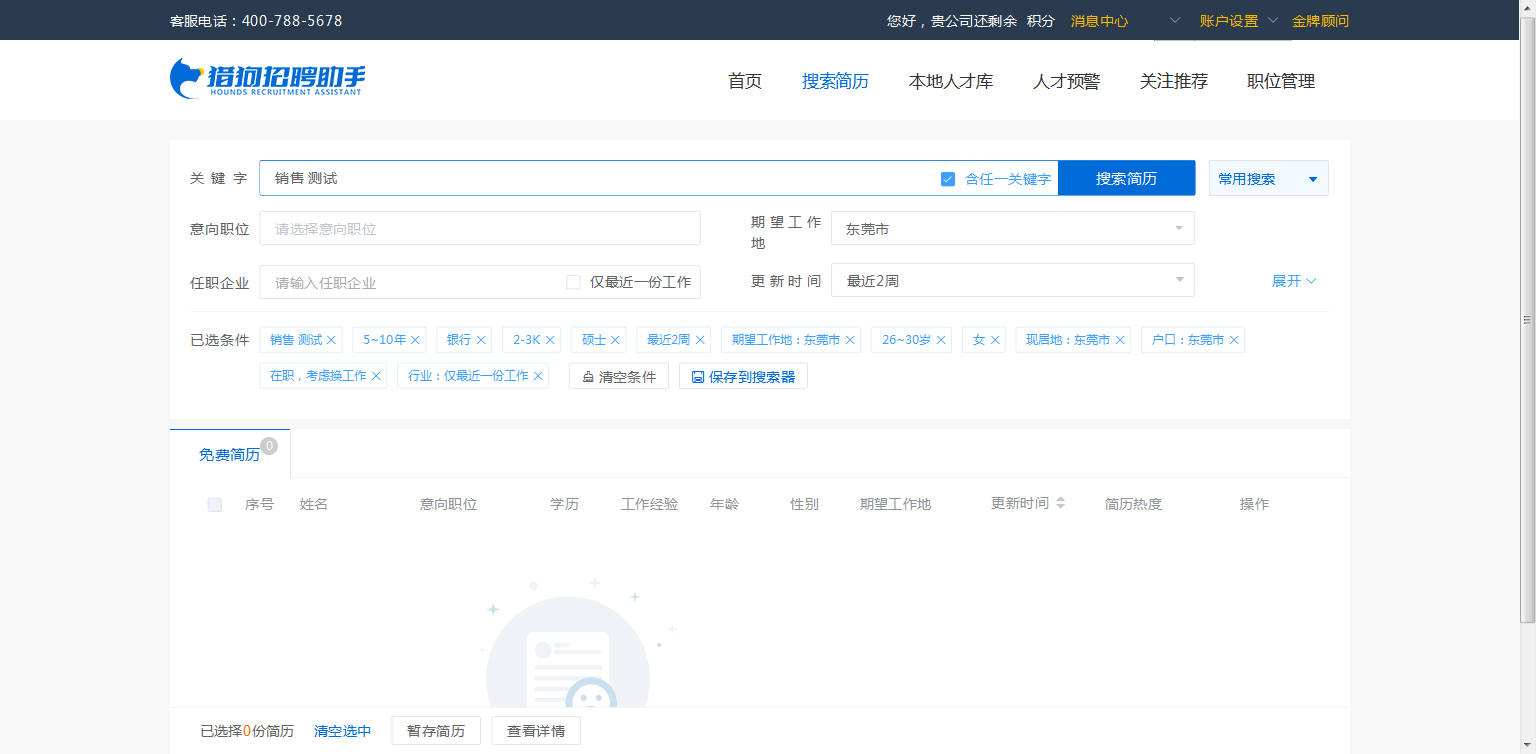 客服电话：400-788-5678
您好，贵公司还剩余 积分 消息中心 账户设置 金牌顾问
猎狗招聘助手
HOUNDS RECRUITMENT ASSISTANT
首页 搜索简历 本地人才库 人才预警 关注推荐 职位管理
关 键 字 销售 测试 含任一关键字 搜索简历 常用搜索
意向职位 请选择意向职位 期望工作地 东莞市
任职企业 请输入任职企业 仅最近一份工作 更新时间 最近2周 展开
已选条件 销售 测试 5~10年 银行 2-3K 硕士 最近2周 期望工作地：东莞市 26~30岁 女 现居地：东莞市 户口：东莞市
在职，考虑换工作 行业：仅最近一份工作 清空条件 保存到搜索器
免费简历 0
序号 姓名 意向职位 学历 工作经验 年龄 性别 期望工作地 更新时间 简历热度 操作
已选择0份简历 清空选中 暂存简历 查看详情